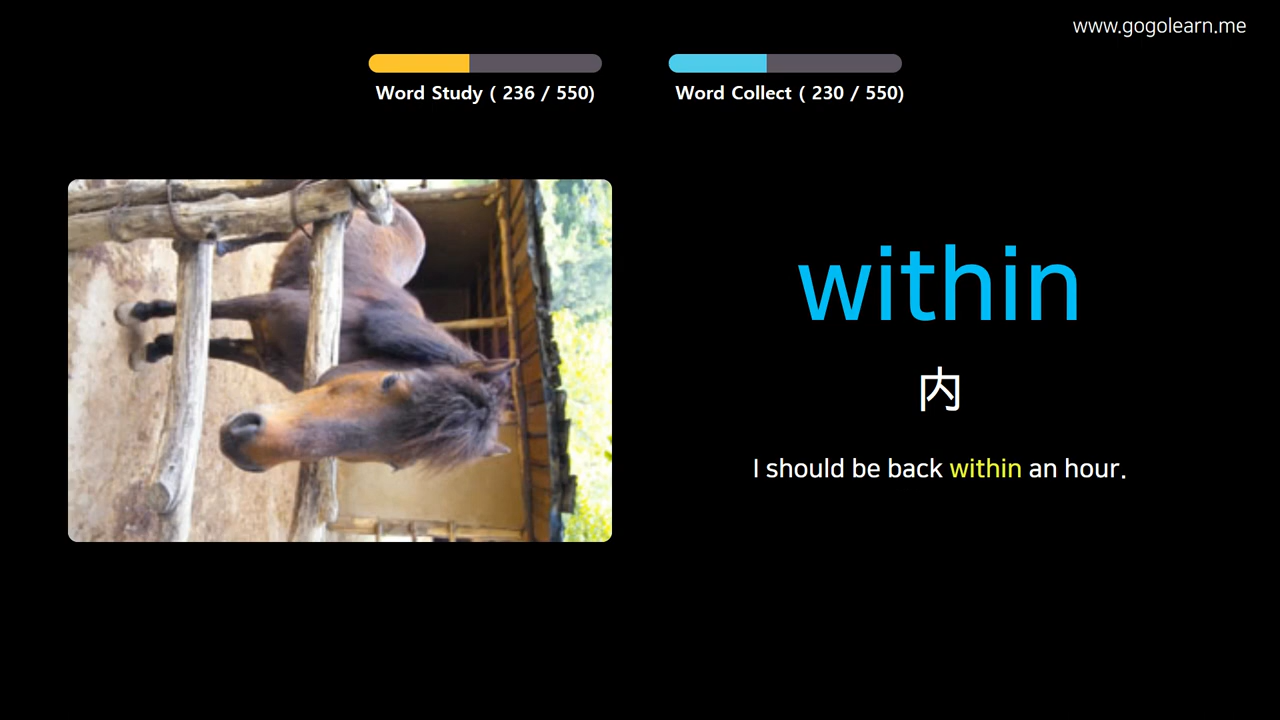 www.gogolearn.me
Word Study ( 236 / 550)
Word Collect ( 230 / 550)
within
内
I should be back within an hour.